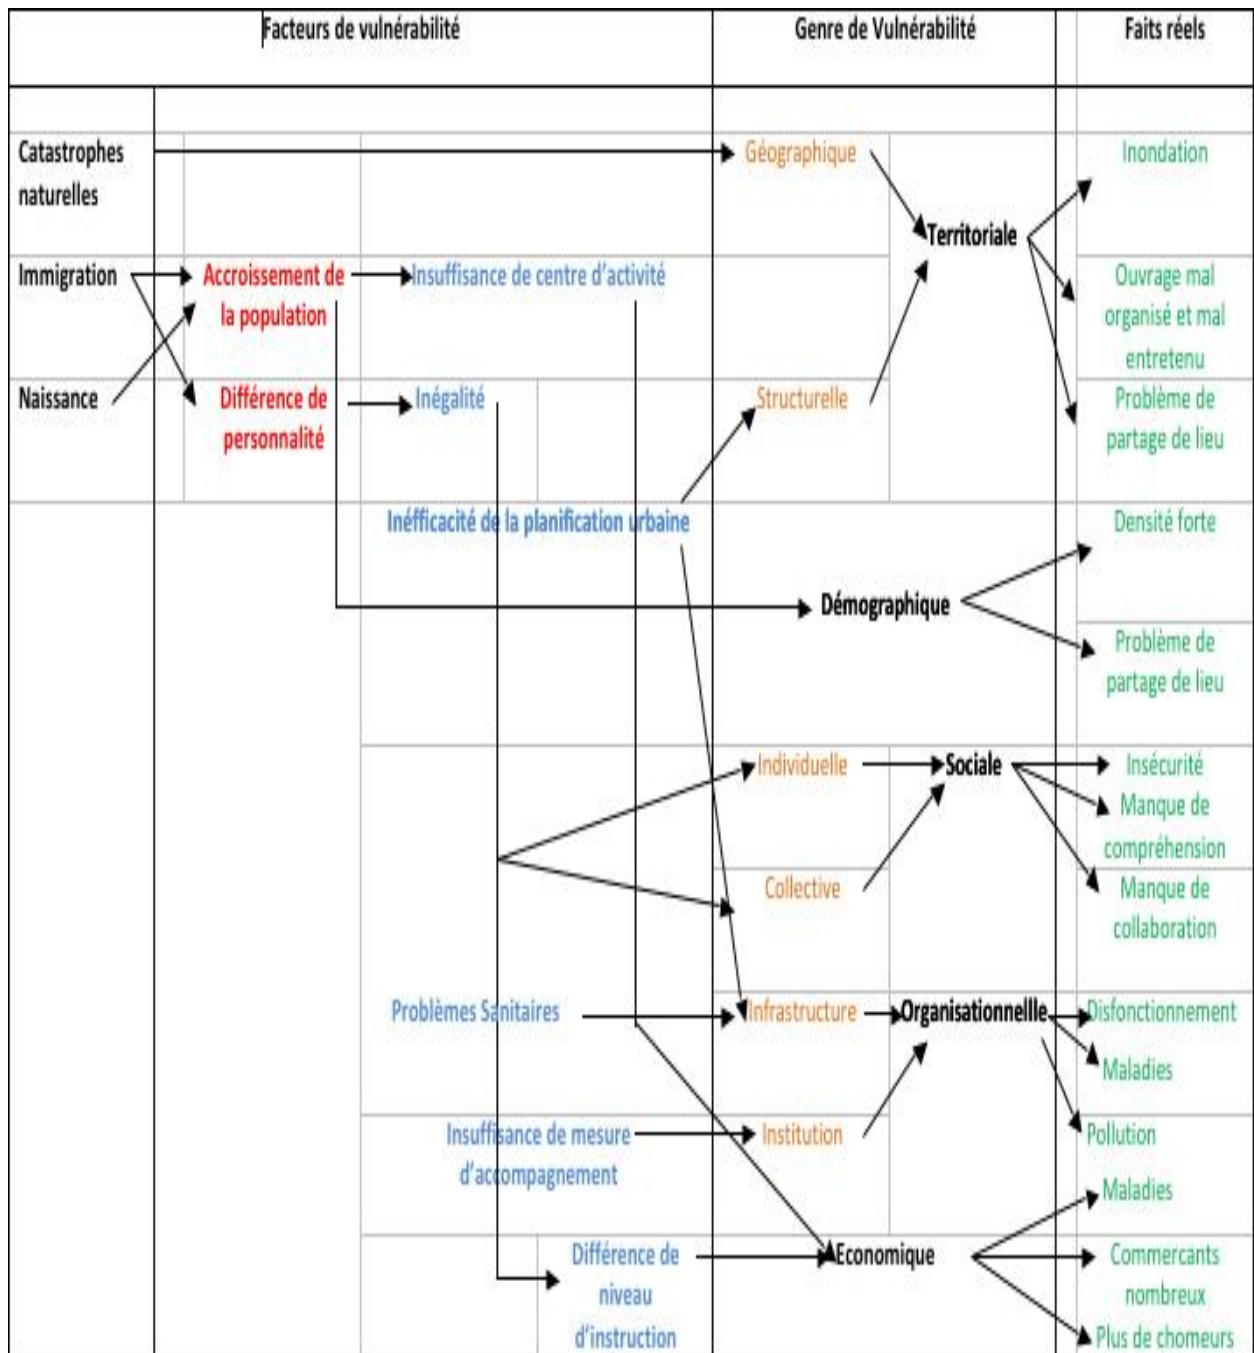 Facteurs de vulnérabilité
Genre de Vulnérabilité
Faits réels
Catastrophes
naturelles
Géographique
Inondation
Territoriale
Immigration
Accroissement de
la population
Insuffisance de centre d'activité
Ouvrage mal
organisé et mal
entretenu
Naissance
Différence de
personnalité
Inégalité
Structurelle
Problème de
partage de lieu
Inéfficacité de la planification urbaine
Densité forte
Démographique
Problème de
partage de lieu
Individuelle
Sociale
Insécurité
Manque de
compréhension
Collective
Manque de
collaboration
Problèmes Sanitaires
Infrastructure
Organisationnellle
Disfonctionnement
Maladies
Insuffisance de mesure
d'accompagnement
Institution
Pollution
Maladies
Différence de
niveau
d'instruction
Economique
Commercants
nombreux
Plus de chomeurs